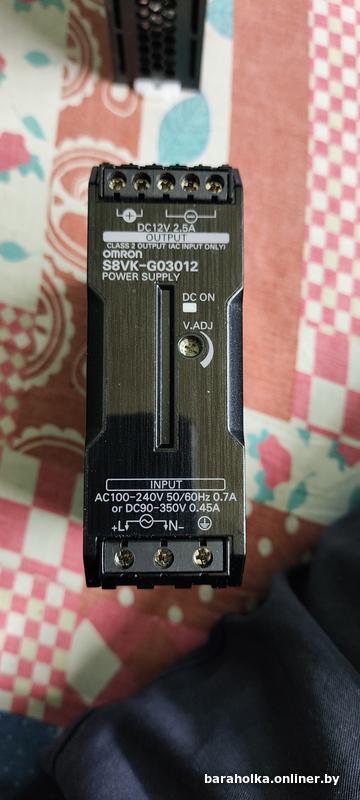 + =
DC12V 2.5A
OUTPUT
CLASS 2 OUTPUT (AC INPUT ONLY)
omron
S8VK-G03012
POWER SUPPLY
DC ON
V.ADJ
INPUT
AC100-240V 50/60Hz 0.7A
or DC90-350V 0.45A
+L N-
baraholka.onliner.by